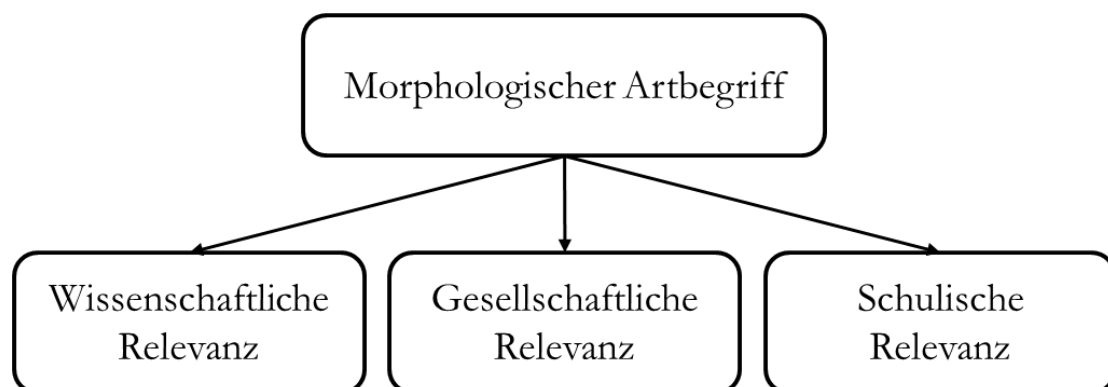 Morphologischer Artbegriff
Wissenschaftliche
Relevanz
Gesellschaftliche
Relevanz
Schulische
Relevanz